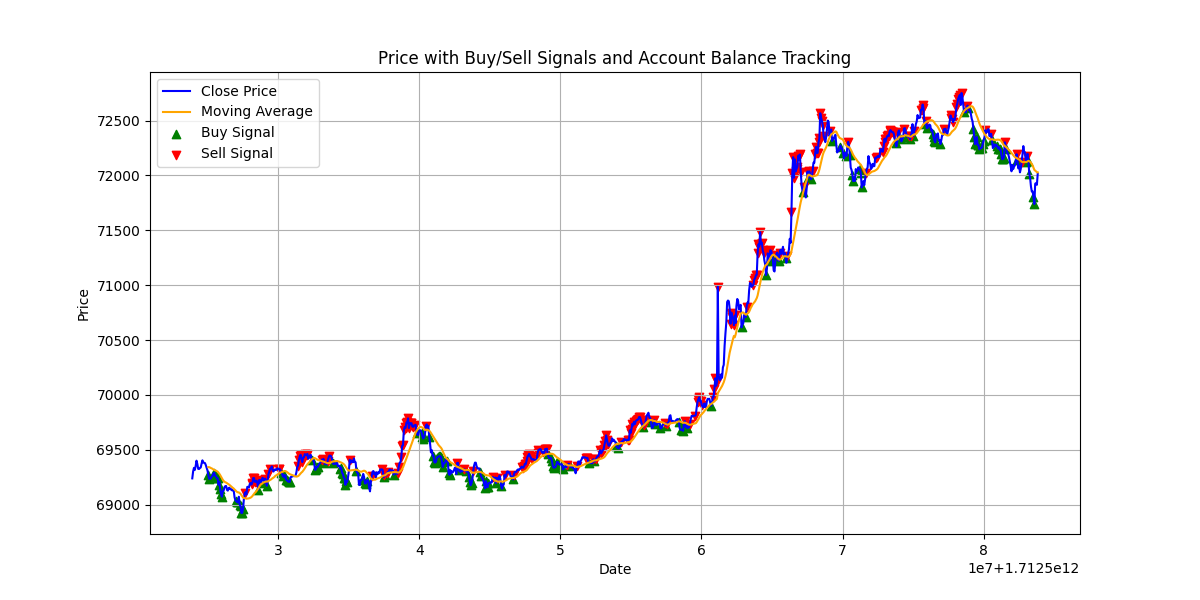 Price with Buy/Sell Signals and Account Balance Tracking
Close Price
Moving Average
Buy Signal
Sell Signal
72500
72000
71500
71000
70500
70000
69500
69000
Price
3 4 5 6 7 8
Date
1e7+1.7125e12